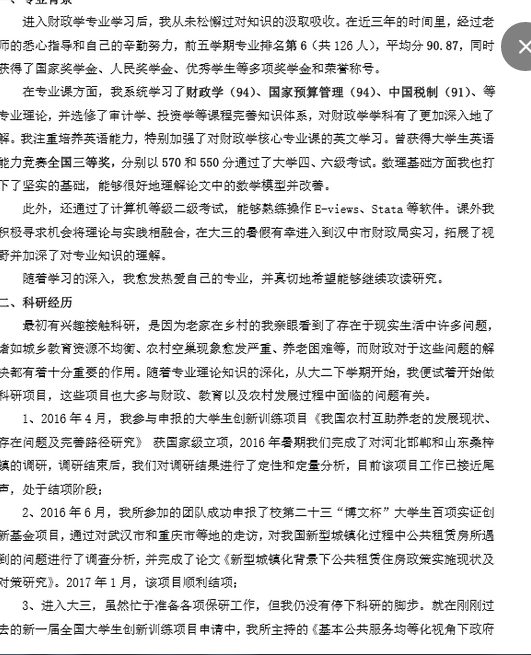 专业背景
进入财政学专业学习后，我从未松懈过对知识的汲取吸收。在近三年的时间里，经过老
师的悉心指导和自己的辛勤努力，前五学期专业排名第 6（共 126 人），平均分 90.87，同时
获得了国家奖学金、人民奖学金、优秀学生等多项奖学金和荣誉称号。
在专业课方面，我系统学习了财政学（94）、国家预算管理（94）、中国税制（91）、等
专业理论，并选修了审计学、投资学等课程完善知识体系，对财政学学科有了更加深入地了
解。我注重培养英语能力，特别加强了对财政学核心专业课的英文学习。曾获得大学生英语
能力竞赛全国三等奖，分别以 570 和 550 分通过了大学四、六级考试。数理基础方面我也打
下了坚实的基础，能够很好地理解论文中的数学模型并改善。
此外，还通过了计算机等级二级考试，能够熟练操作 E-views、Stata 等软件。课外我
积极寻求机会将理论与实践相融合，在大三的暑假有幸进入到汉中市财政局实习，拓展了视
野并加深了对专业知识的理解。
随着学习的深入，我愈发热爱自己的专业，并真切地希望能够继续攻读研究。
二、科研经历
最初有兴趣接触科研，是因为老家在乡村的我亲眼看到了存在于现实生活中许多问题，
诸如城乡教育资源不均衡、农村空巢现象愈发严重、养老困难等，而财政对于这些问题的解
决都有着十分重要的作用。随着专业理论知识的深化，从大二下学期开始，我便试着开始做
科研项目，这些项目也大多与财政、教育以及农村发展过程中面临的问题有关。
1、2016 年 4 月，我参与申报的大学生创新训练项目《我国农村互助养老的发展现状、
存在问题及完善路径研究》 获国家级立项，2016 年暑期我们完成了对河北邯郸和山东桑梓
镇的调研，调研结束后，我们对调研结果进行了定性和定量分析，目前该项目工作已接近尾
声，处于结项阶段；
2、2016 年 6 月，我所参加的团队成功申报了校第二十三“博文杯”大学生百项实证创
新基金项目，通过对武汉市和重庆市等地的走访，对我国新型城镇化过程中公共租赁房所遇
到的问题进行了调查分析，并完成了论文《新型城镇化背景下公共租赁住房政策实施现状及
对策研究》。2017 年 1 月，该项目顺利结项；
3、进入大三，虽然忙于准备各项保研工作，但我仍没有停下科研的脚步。就在刚刚过
去的新一届全国大学生创新训练项目申请中，我所主持的《基本公共服务均等化视角下政府